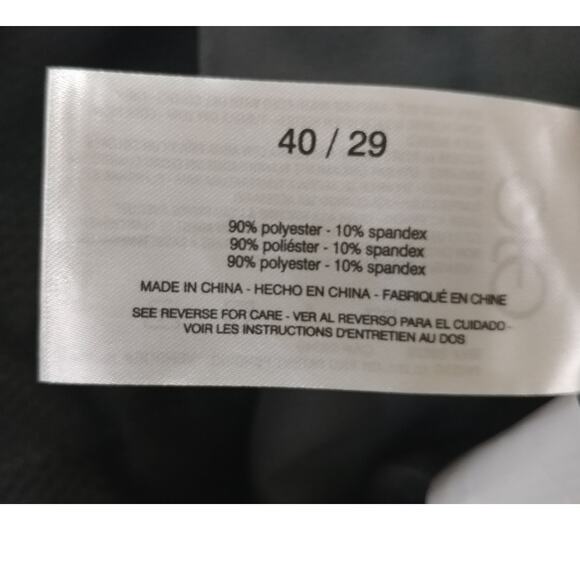 40 / 29
90% polyester - 10% spandex
90% poliéster - 10% spandex
90% polyester - 10% spandex
MADE IN CHINA - HECHO EN CHINA - FABRIQUÉ EN CHINE
SEE REVERSE FOR CARE - VER AL REVERSO PARA EL CUIDADO -
VOIR LES INSTRUCTIONS D'ENTRETIEN AU DOS